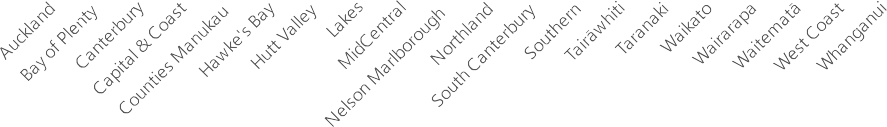 Auckland
Bay of Plenty
Canterbury
Capital & Coast
Counties Manukau
Hawke's Bay
Hutt Valley
Lakes
MidCentral
Nelson Marlborough
Northland
South Canterbury
Southern
Tairāwhiti
Taranaki
Waikato
Wairarapa
Waitematā
West Coast
Whanganui